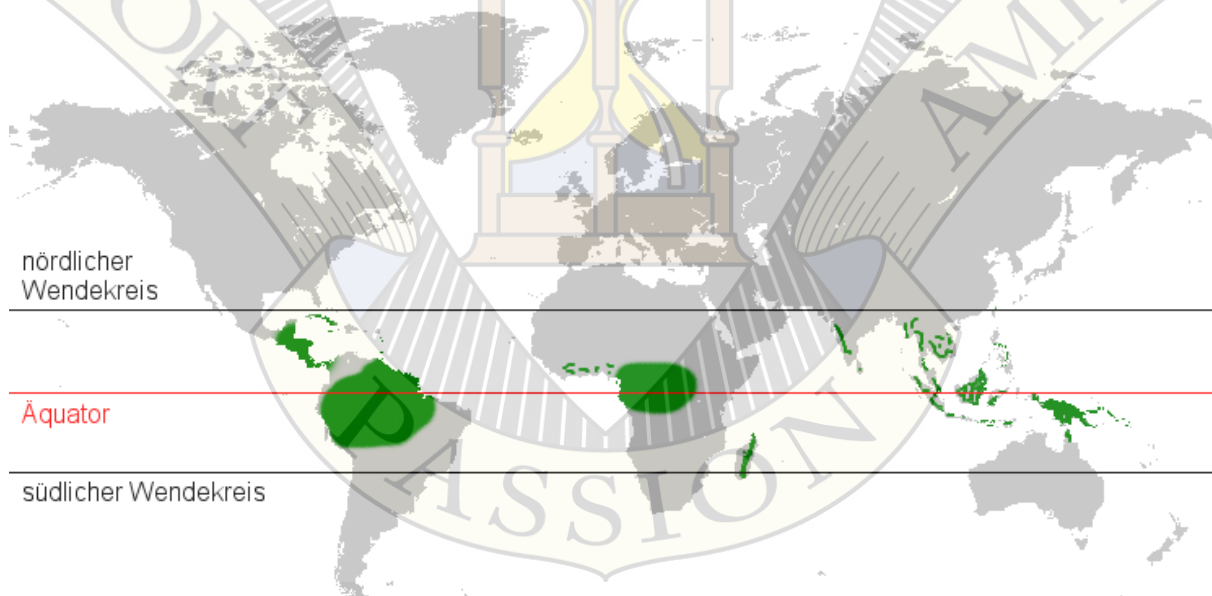 nördlicher
Wendekreis
Äquator
südlicher Wendekreis
PASSION